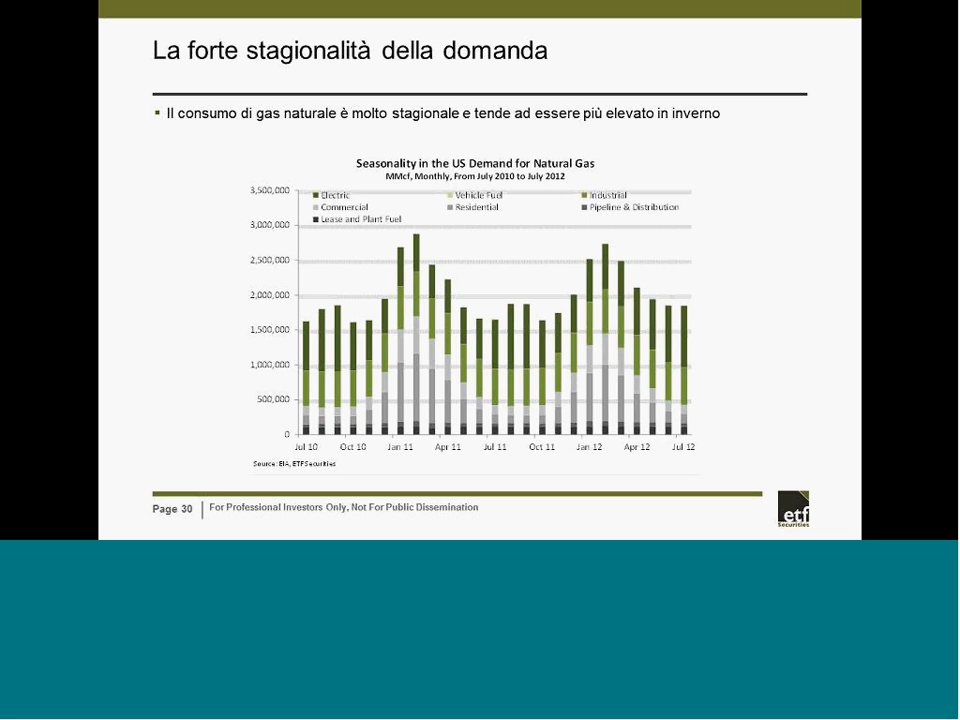 La forte stagionalità della domanda
▪ Il consumo di gas naturale è molto stagionale e tende ad essere più elevato in inverno
Seasonality in the US Demand for Natural Gas
MMcf, Monthly, From July 2010 to July 2012
3,500,000
Electric Vehicle Fuel Industrial
Commercial Residential Pipeline & Distribution
Lease and Plant Fuel
3,000,000
2,500,000
2,000,000
1,500,000
1,000,000
500,000
0
Jul 10 Oct 10 Jan 11 Apr 11 Jul 11 Oct 11 Jan 12 Apr 12 Jul 12
Source: EIA, ETF Securities
Page 30 For Professional Investors Only, Not For Public Dissemination
etf
Securities